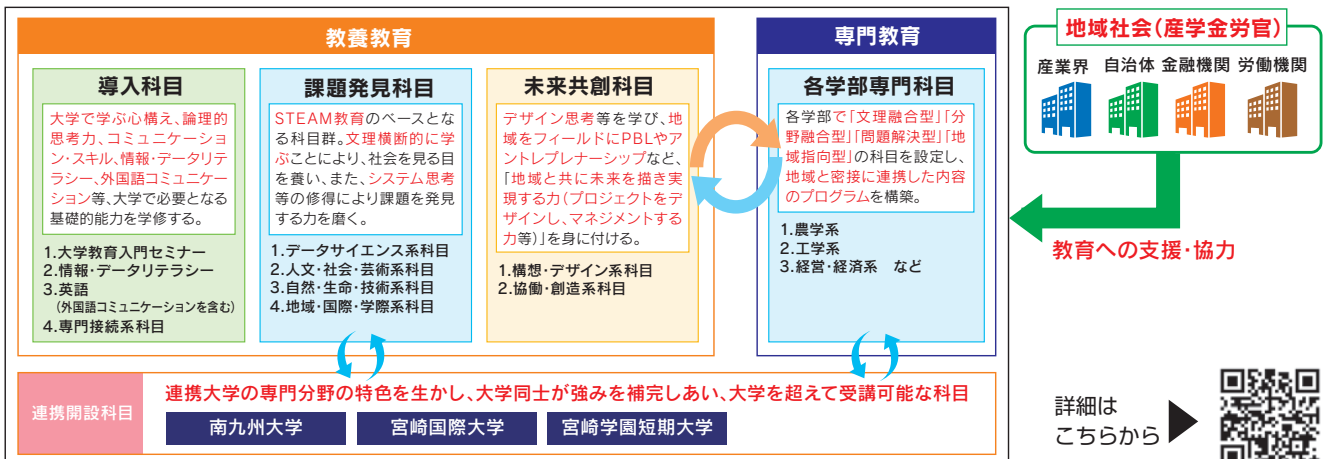 教養教育
導入科目
大学で学ぶ心構え、論理的
思考力、コミュニケーショ
ン・スキル、情報・データリテ
ラシー、外国語コミュニケー
ション等、大学で必要となる
基礎的能力を学修する。
1.大学教育入門セミナー
2.情報・データリテラシー
3.英語
（外国語コミュニケーションを含む）
4.専門接続系科目
課題発見科目
STEAM教育のベースとな
る科目群。文理横断的に学
ぶことにより、社会を見る目
を養い、また、システム思考
等の修得により課題を発見
する力を磨く。
1.データサイエンス系科目
2.人文・社会・芸術系科目
3.自然・生命・技術系科目
4.地域・国際・学際系科目
未来共創科目
デザイン思考等を学び、地
域をフィールドにPBLやア
ントレプレナーシップなど、
「地域と共に未来を描き実
現する力（プロジェクトをデ
ザインし、マネジメントする
力等）」を身に付ける。
1.構想・デザイン系科目
2.協働・創造系科目
専門教育
各学部専門科目
各学部で「文理融合型」「分
野融合型」「問題解決型」「地
域指向型」の科目を設定し、
地域と密接に連携した内容
のプログラムを構築。
1.農学系
2.工学系
3.経営・経済系 など
地域社会（産学金労官）
産業界 自治体 金融機関 労働機関
教育への支援・協力
連携開設科目
連携大学の専門分野の特色を生かし、大学同士が強みを補完しあい、大学を超えて受講可能な科目
南九州大学 宮崎国際大学 宮崎学園短期大学
詳細は
こちらから